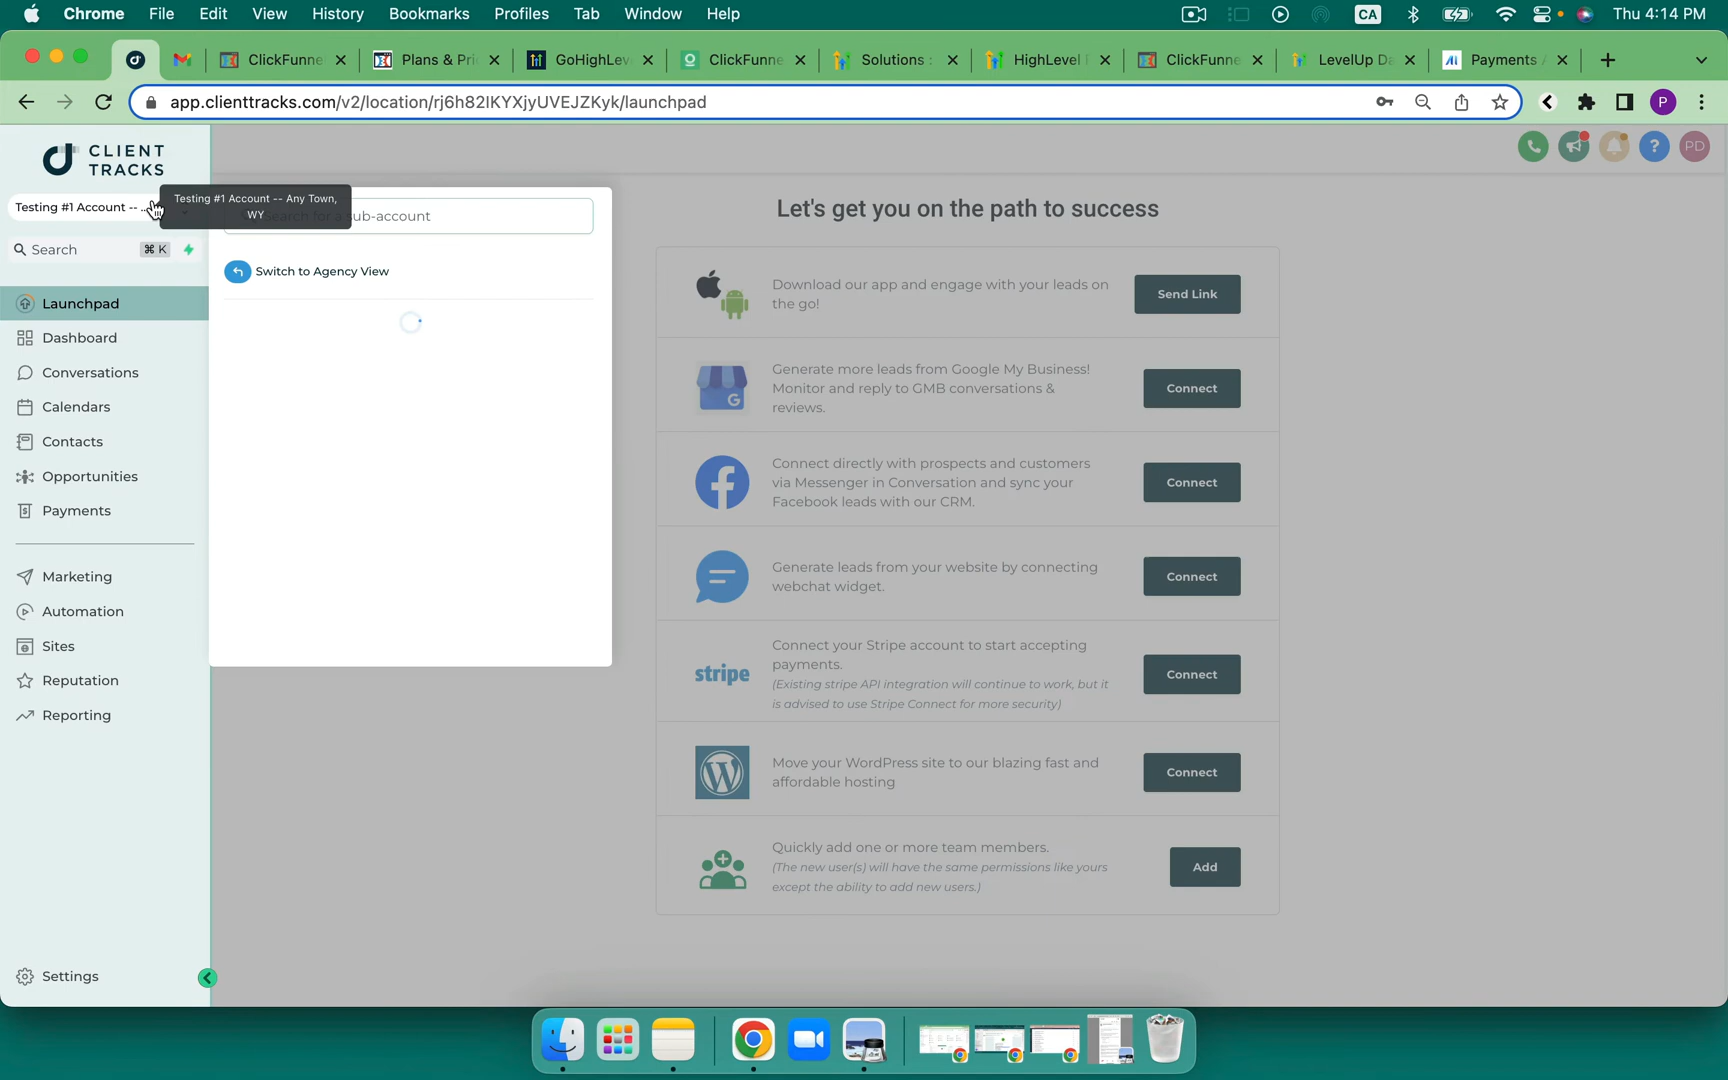 Chrome File Edit View History Bookmarks Profiles Tab Window Help CA Thu 4:14 PM
ClickFunne Plans & Pri GoHighLev ClickFunne Solutions : HighLevel ClickFunne LevelUp Da Payments
app.clienttracks.com/v2/location/rj6h82IKYXjyUVEJZKyk/launchpad P
CLIENT
TRACKS
PD
Testing #1 Account -- ..
Testing #1 Account -- Any Town,
WY
sub-account
Search ⌘ K
Switch to Agency View
Launchpad
Dashboard
Conversations
Calendars
Contacts
Opportunities
Payments
Marketing
Automation
Sites
Reputation
Reporting
Settings
Let's get you on the path to success
Download our app and engage with your leads on
the go!
Send Link
Generate more leads from Google My Business!
Monitor and reply to GMB conversations &
reviews.
Connect
Connect directly with prospects and customers
via Messenger in Conversation and sync your
Facebook leads with our CRM.
Connect
Generate leads from your website by connecting
webchat widget.
Connect
stripe
Connect your Stripe account to start accepting
payments.
(Existing stripe API integration will continue to work, but it
is advised to use Stripe Connect for more security)
Connect
Move your WordPress site to our blazing fast and
affordable hosting
Connect
Quickly add one or more team members.
(The new user(s) will have the same permissions like yours
except the ability to add new users.)
Add